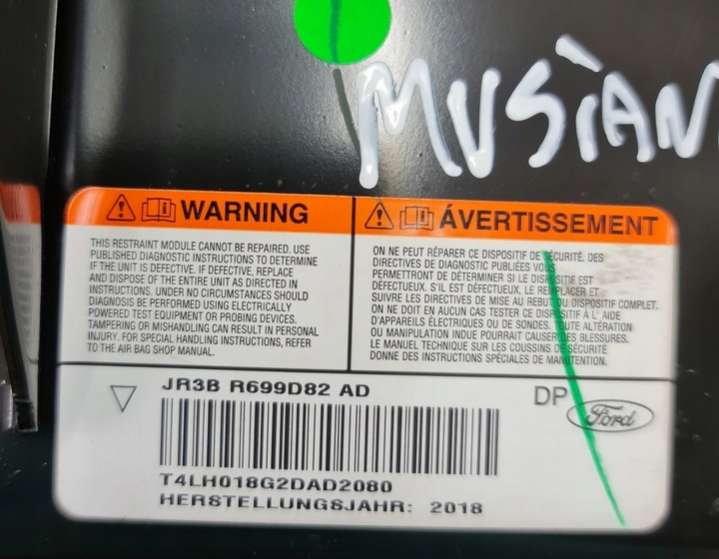 MUSÌAN
WARNING
THIS RESTRAINT MODULE CANNOT BE REPAIRED. USE
PUBLISHED DIAGNOSTIC INSTRUCTIONS TO DETERMINE
IF THE UNIT IS DEFECTIVE. IF DEFECTIVE, REPLACE
AND DISPOSE OF THE ENTIRE UNIT AS DIRECTED IN
INSTRUCTIONS. UNDER NO CIRCUMSTANCES SHOULD
DIAGNOSIS BE PERFORMED USING ELECTRICALLY
POWERED TEST EQUIPMENT OR PROBING DEVICES.
TAMPERING OR MISHANDLING CAN RESULT IN PERSONAL
INJURY. FOR SPECIAL HANDLING INSTRUCTIONS, REFER
TO THE AIR BAG SHOP MANUAL.
ÁVERTISSEMENT
ON NE PEUT RÉPARER CE DISPOSITIF DE SÉCURITÉ. DES
DIRECTIVES DE DIAGNOSTIC PUBLIÉES VOUS
PERMETTRONT DE DÉTERMINER SI LE DISPOSITIF EST
DÉFECTUEUX. S'IL EST DÉFECTUEUX, LE REMPLACER ET
SUIVRE LES DIRECTIVES DE MISE AU REBUT DU DISPOSITIF COMPLET.
ON NE DOIT EN AUCUN CAS TESTER CE DISPOSITIF À L' AIDE
D'APPAREILS ÉLECTRIQUES OU DE SONDES. TOUTE ALTÉRATION
OU MANIPULATION INDUE POURRAIT CAUSER DES BLESSURES.
LE MANUEL TECHNIQUE SUR LES COUSSINS DE SÉCURITÉ
DONNE DES INSTRUCTIONS SPÉCIALES DE MANUTENTION.
JR3B R699D82 AD
DP
Ford
T4LH018G2DAD2080
HERSTELLUNGSJAHR: 2018